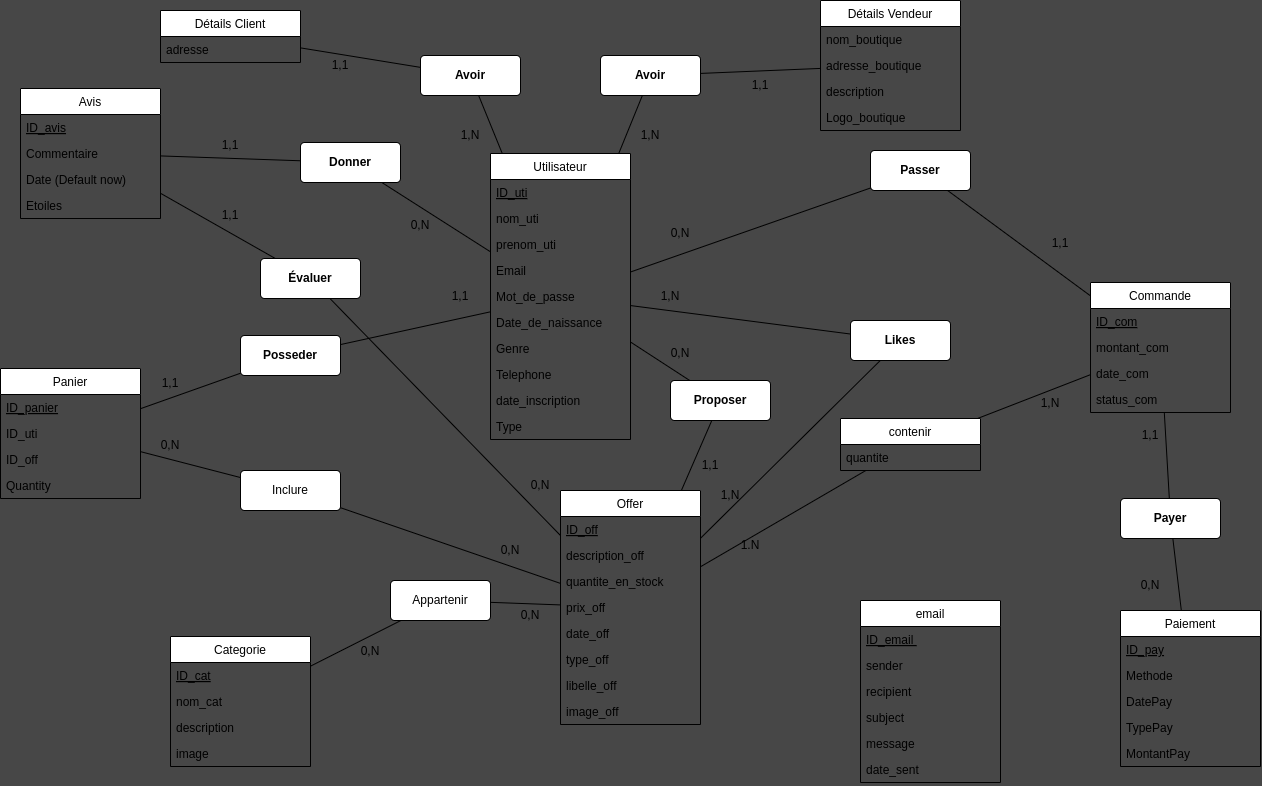 Détails Client
adresse
1,1
Avoir
1,N
Avoir
1,N
1,1
Détails Vendeur
nom_boutique
adresse_boutique
description
Logo_boutique
Avis
ID_avis
Commentaire
Date (Default now)
Etoiles
1,1
Donner
0,N
1,1
Évaluer
0,N
Utilisateur
ID_uti
nom_uti
prenom_uti
Email
Mot_de_passe
Date_de_naissance
Genre
Telephone
date_inscription
Type
Passer
0,N
1,1
1,N
Likes
1,N
0,N
Proposer
1,1
Commande
ID_com
montant_com
date_com
status_com
contenir
quantite
1,N
1.N
1,1
Payer
0,N
Paiement
ID_pay
Methode
DatePay
TypePay
MontantPay
1,1
Posseder
1,1
Panier
ID_panier
ID_uti
ID_off
Quantity
0,N
Inclure
0,N
Offer
ID_off
description_off
quantite_en_stock
prix_off
date_off
type_off
libelle_off
image_off
Appartenir
0,N
0,N
Categorie
ID_cat
nom_cat
description
image
email
ID_email
sender
recipient
subject
message
date_sent